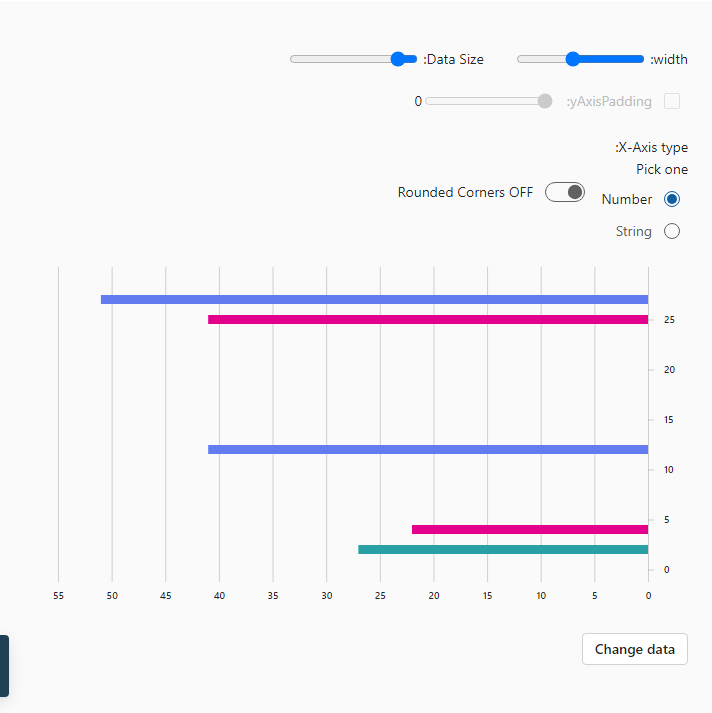 :width
:Data Size
:yAxisPadding
0
:X-Axis type
Pick one
Number
Rounded Corners OFF
String
25
20
15
10
5
0
55 50 45 40 35 30 25 20 15 10 5 0
Change data